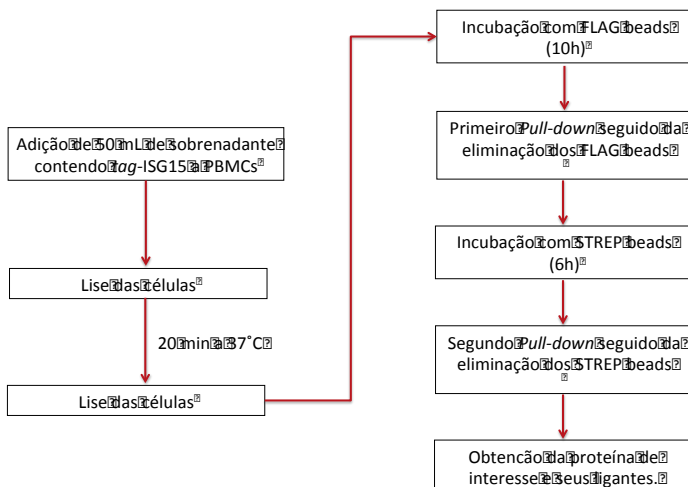 Adição de 50 mL de sobrenadante
contendo tag-ISG15 a PBMCs
Lise das células
20 min a 37˚C
Lise das células
Incubação com FLAG beads
(10h)
Primeiro Pull-down seguido da
eliminação dos FLAG beads
Incubação com STREP beads
(6h)
Segundo Pull-down seguido da
eliminação dos STREP beads
Obtenção da proteína de
interesse e seus ligantes.